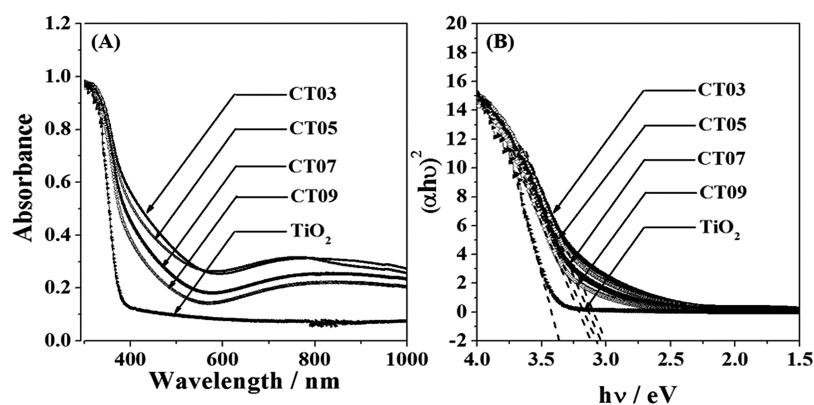 (A)
1.2
1.0
0.8
0.6
0.4
0.2
0.0
Absorbance
CT03
CT05
CT07
CT09
TiO₂
400
600
800
1000
Wavelength / nm
(B)
20
18
16
14
12
10
8
6
4
2
0
-2
(αhν)²
CT03
CT05
CT07
CT09
TiO₂
4.0
3.5
3.0
2.5
2.0
1.5
hν / eV